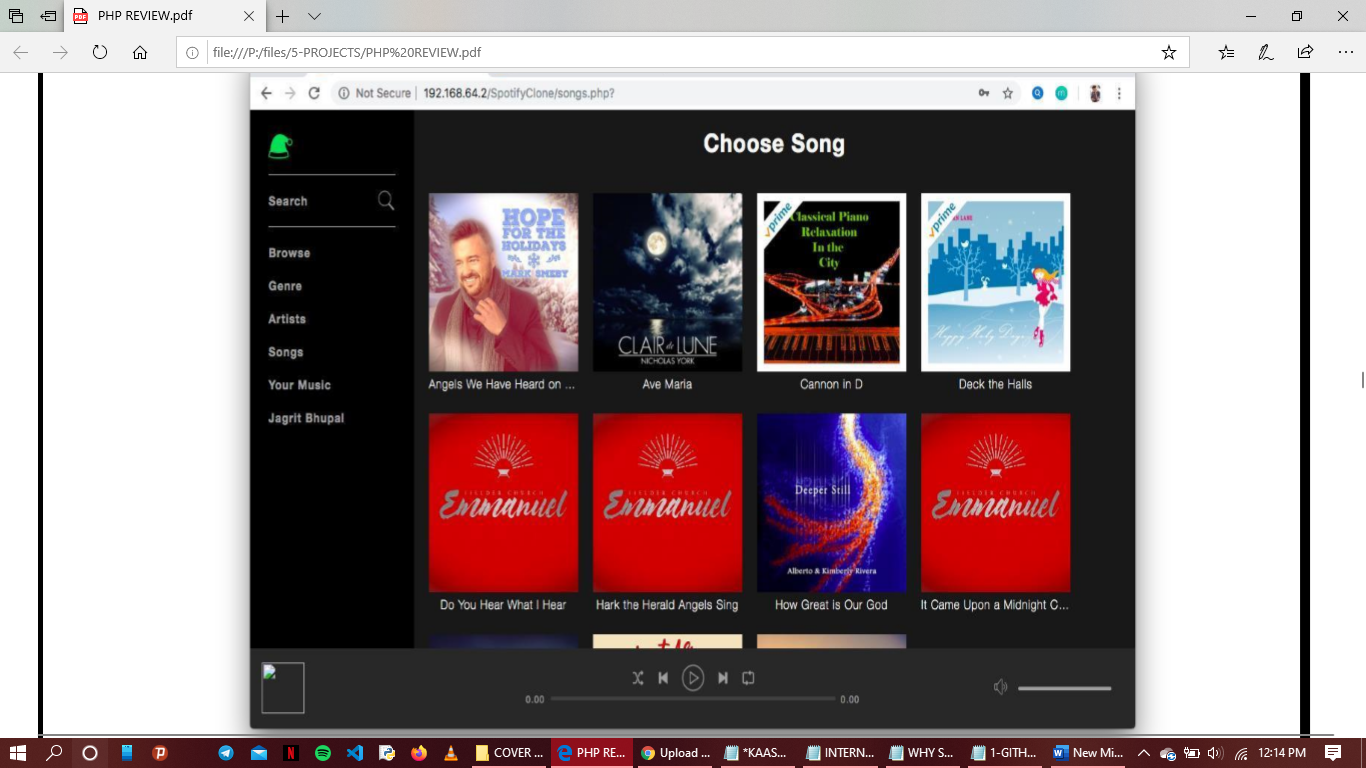 PHP REVIEW.pdf
file:///P:/files/5-PROJECTS/PHP%20REVIEW.pdf
Not Secure | 192.168.64.2/SpotifyClone/songs.php?
Choose Song
Search
Browse
Genre
Artists
Songs
Your Music
Jagrit Bhupal
HOPE
FOR THE
HOLIDAYS
MARK SMEBY
CLAIR de LUNE
NICHOLAS YORK
prime
Classical Piano
Relaxation
In the
City
prime
LANE
Happy Holy Days
Angels We Have Heard on ...
Ave Maria
Cannon in D
Deck the Halls
FIELDER CHURCH
Emmanuel
FIELDER CHURCH
Emmanuel
Deeper Still
Alberto & Kimberly Rivera
FIELDER CHURCH
Emmanuel
Do You Hear What I Hear
Hark the Herald Angels Sing
How Great is Our God
It Came Upon a Midnight C...
0.00
0.00
COVER ...
PHP RE...
Upload ...
*KAAS...
INTERN...
WHY S...
1-GITH...
New Mi...
12:14 PM